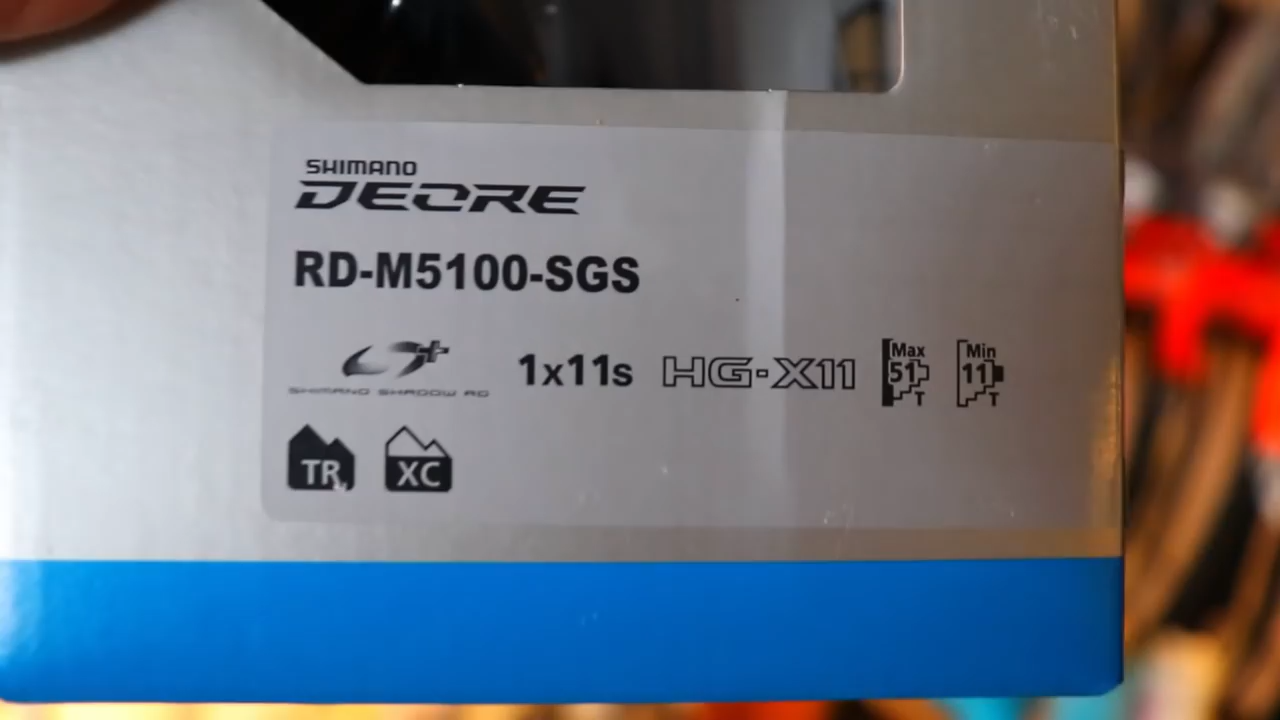 SHIMANO
DEORE
RD-M5100-SGS
SHIMANO SHADOW RD
1x11s
HG-X11
Max
51
T
Min
11
T
TR
XC